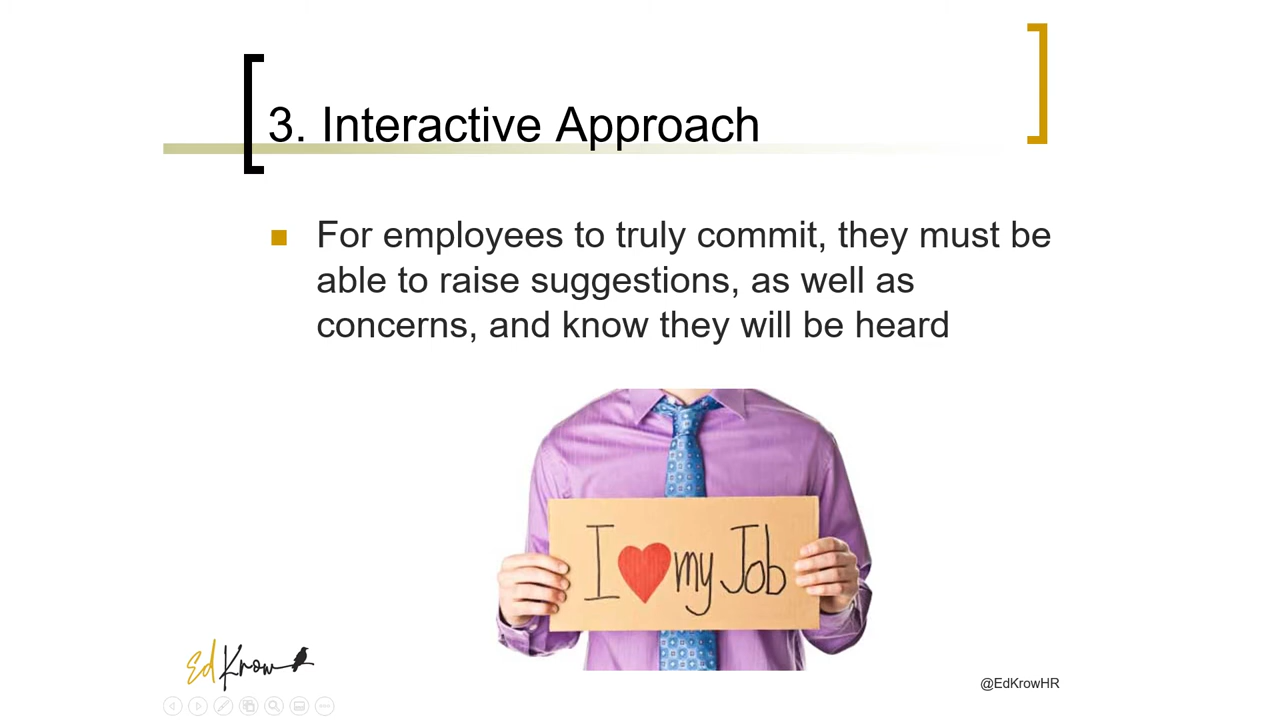 3. Interactive Approach
For employees to truly commit, they must be
able to raise suggestions, as well as
concerns, and know they will be heard
I ❤ my Job
Ed Krow
@EdKrowHR